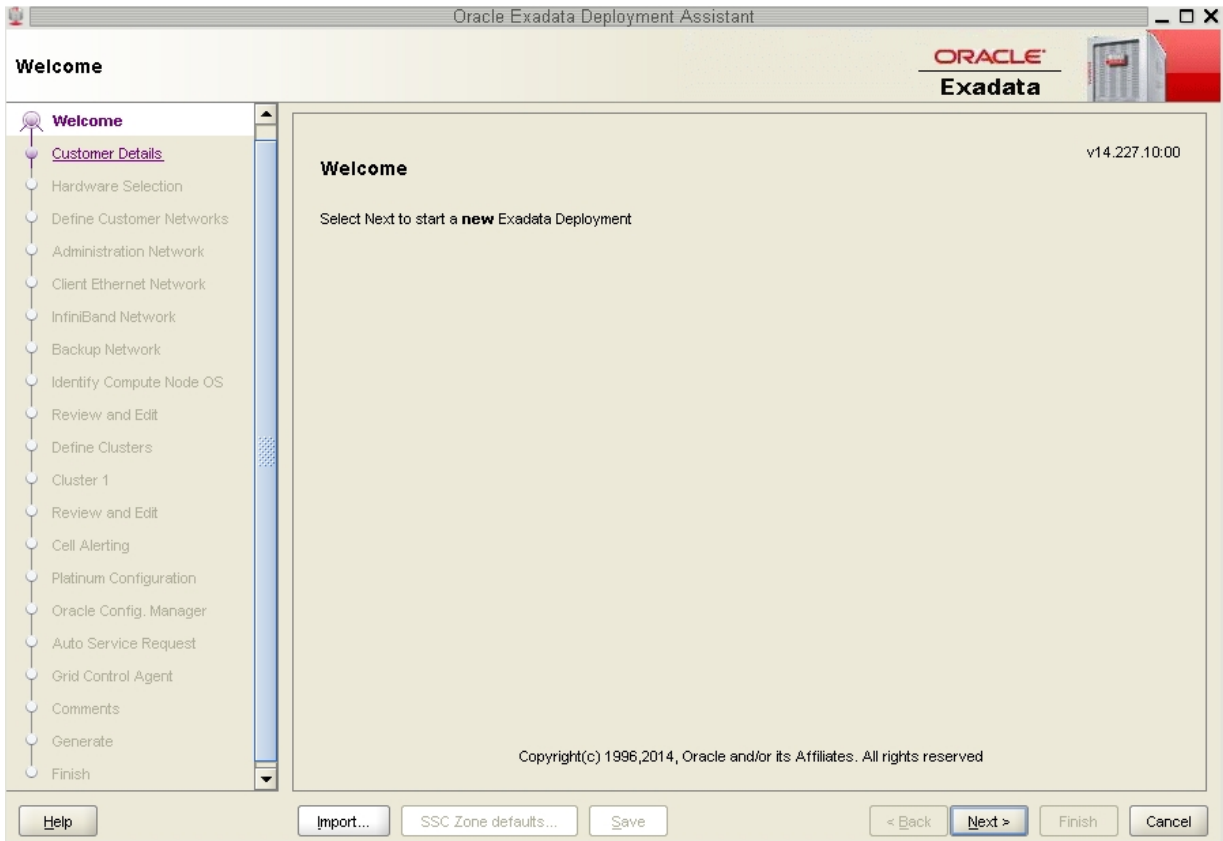 Oracle Exadata Deployment Assistant
Welcome
ORACLE
Exadata
Welcome
Customer Details
Hardware Selection
Define Customer Networks
Administration Network
Client Ethernet Network
InfiniBand Network
Backup Network
Identify Compute Node OS
Review and Edit
Define Clusters
Cluster 1
Review and Edit
Cell Alerting
Platinum Configuration
Oracle Config. Manager
Auto Service Request
Grid Control Agent
Comments
Generate
Finish
v14.227.10:00
Welcome
Select Next to start a new Exadata Deployment
Copyright(c) 1996,2014, Oracle and/or its Affiliates. All rights reserved
Help
Import...
SSC Zone defaults...
Save
< Back
Next >
Finish
Cancel